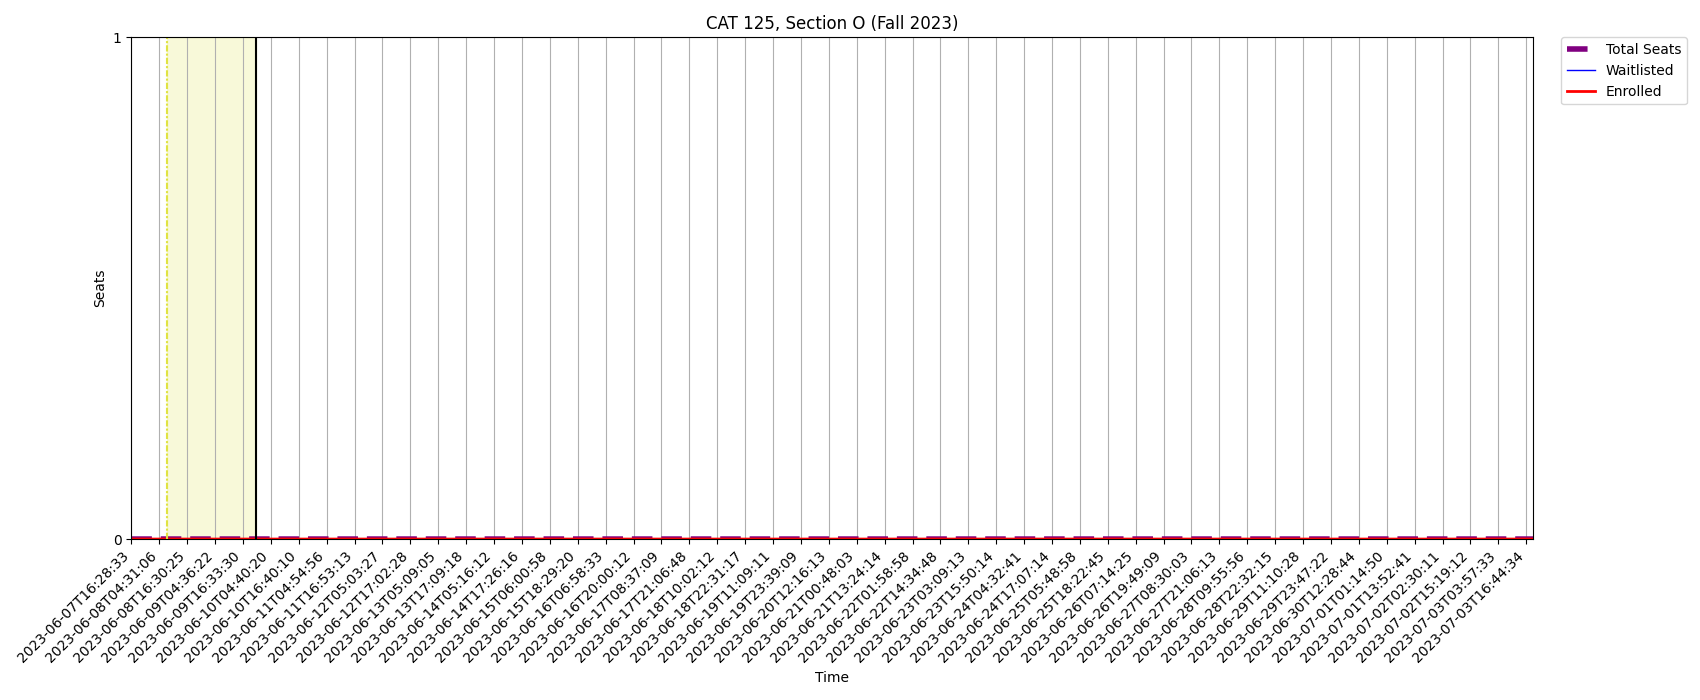 CAT 125, Section O (Fall 2023)
1
Total Seats
Waitlisted
Enrolled
Seats
0
2023-06-07T16:28:33
2023-06-08T04:31:06
2023-06-08T16:30:25
2023-06-09T04:36:22
2023-06-09T16:33:30
2023-06-10T04:40:20
2023-06-10T16:40:10
2023-06-11T04:54:56
2023-06-11T16:53:13
2023-06-12T05:03:27
2023-06-12T17:02:28
2023-06-13T05:09:05
2023-06-13T17:09:18
2023-06-14T05:16:12
2023-06-14T17:26:16
2023-06-15T06:00:58
2023-06-15T18:29:20
2023-06-16T06:58:33
2023-06-16T20:00:12
2023-06-17T08:37:09
2023-06-17T21:06:48
2023-06-18T10:02:12
2023-06-18T22:31:17
2023-06-19T11:09:11
2023-06-19T23:39:09
2023-06-20T12:16:13
2023-06-21T00:48:03
2023-06-21T13:24:14
2023-06-22T01:58:58
2023-06-22T14:34:48
2023-06-23T03:09:13
2023-06-23T15:50:14
2023-06-24T04:32:41
2023-06-24T17:07:14
2023-06-25T05:48:58
2023-06-25T18:22:45
2023-06-26T07:14:25
2023-06-26T19:49:09
2023-06-27T08:30:03
2023-06-27T21:06:13
2023-06-28T09:55:56
2023-06-28T22:32:15
2023-06-29T11:10:28
2023-06-29T23:47:22
2023-06-30T12:28:44
2023-07-01T01:14:50
2023-07-01T13:52:41
2023-07-02T02:30:11
2023-07-02T15:19:12
2023-07-03T03:57:33
2023-07-03T16:44:34
Time